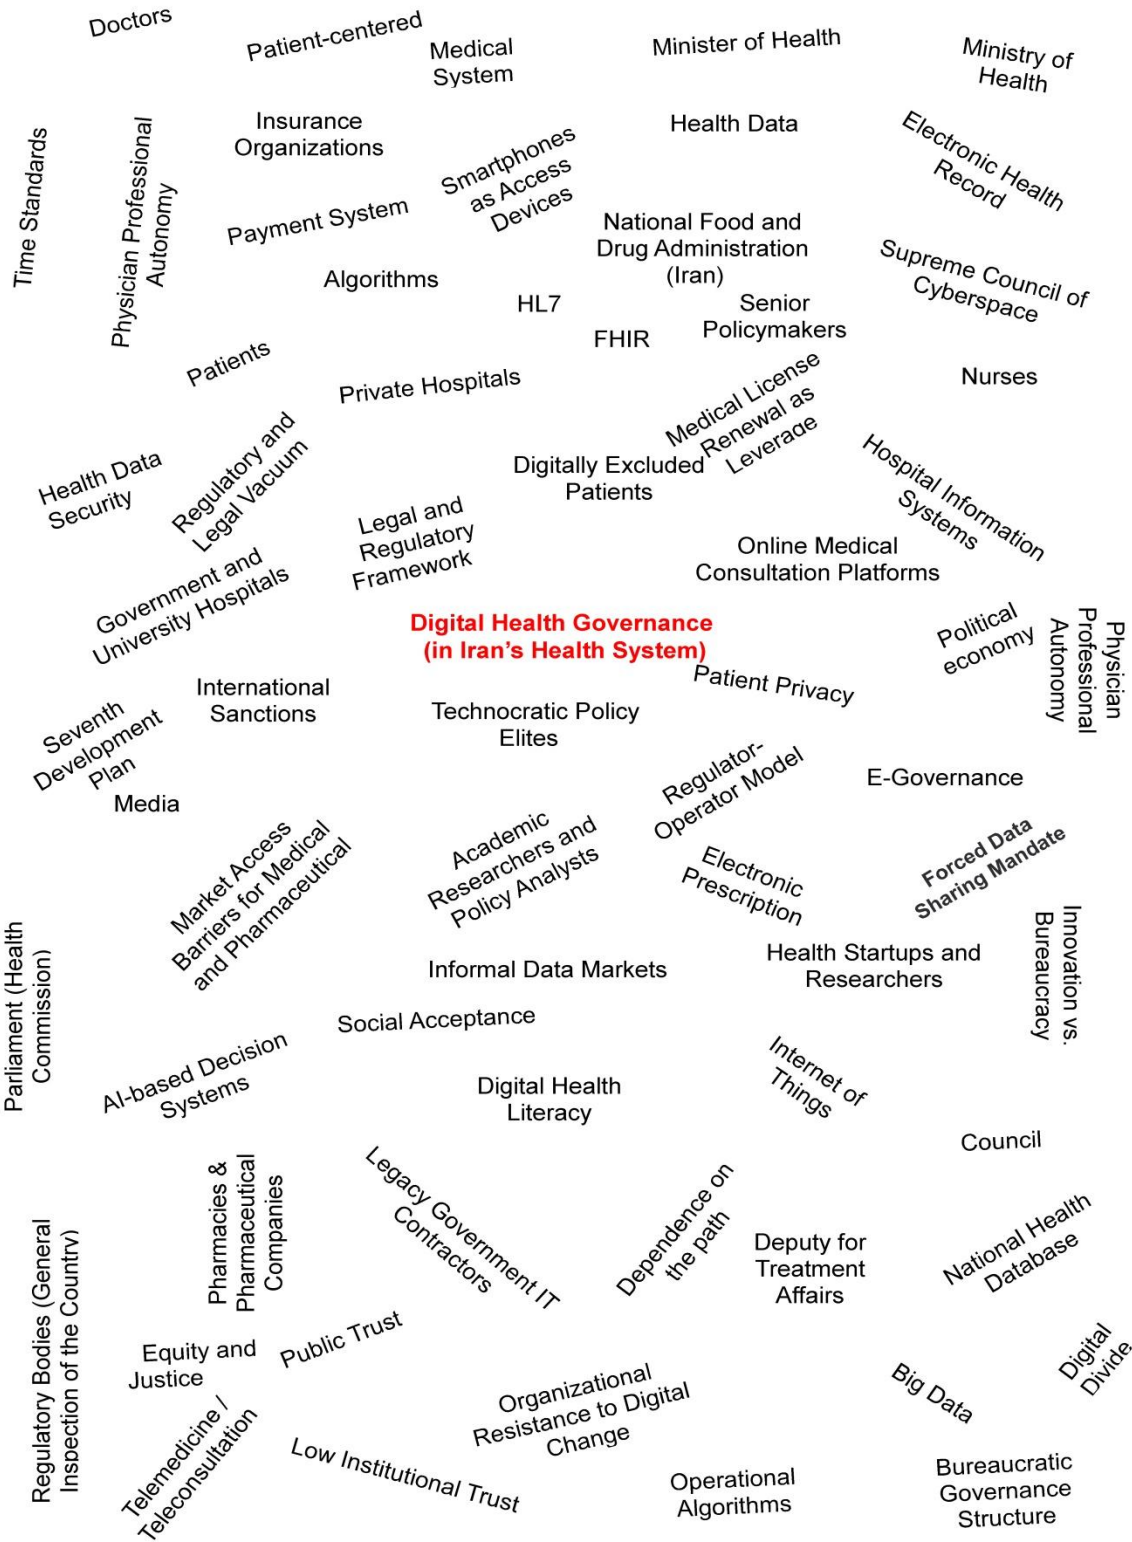 Doctors
Patient-centered
Medical
System
Minister of Health
Ministry of
Health
Time Standards
Physician Professional
Autonomy
Insurance
Organizations
Smartphones
as Access
Devices
Health Data
Electronic Health
Record
Payment System
National Food and
Drug Administration
(Iran)
Supreme Council of
Cyberspace
Algorithms
HL7
FHIR
Senior
Policymakers
Patients
Private Hospitals
Medical License
Renewal as
Leverage
Nurses
Health Data
Security
Regulatory and
Legal Vacuum
Digitally Excluded
Patients
Hospital Information
Systems
Legal and
Regulatory
Framework
Online Medical
Consultation Platforms
Government and
University Hospitals
Digital Health Governance
(in Iran’s Health System)
Political
economy
Physician
Professional
Autonomy
International
Sanctions
Patient Privacy
Seventh
Development
Plan
Technocratic Policy
Elites
Media
Regulator-
Operator Model
E-Governance
Market Access
Barriers for Medical
and Pharmaceutical
Academic
Researchers and
Policy Analysts
Electronic
Prescription
Forced Data
Sharing Mandate
Parliament (Health
Commission)
Informal Data Markets
Health Startups and
Researchers
Innovation vs.
Bureaucracy
Social Acceptance
AI-based Decision
Systems
Digital Health
Literacy
Internet of
Things
Council
Pharmacies &
Pharmaceutical
Companies
Legacy Government IT
Contractors
Dependence on
the path
Deputy for
Treatment
Affairs
National Health
Database
Regulatory Bodies (General
Inspection of the Country)
Equity and
Justice
Public Trust
Digital
Divide
Telemedicine /
Teleconsultation
Organizational
Resistance to Digital
Change
Big Data
Low Institutional Trust
Operational
Algorithms
Bureaucratic
Governance
Structure